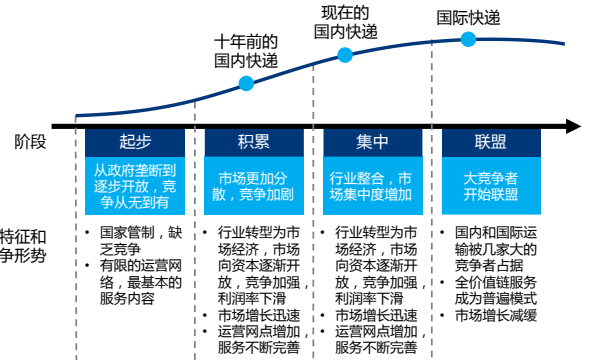 十年前的
国内快递
现在的
国内快递
国际快递
阶段
起步
积累
集中
联盟
从政府垄断到
逐步开放，竞
争从无到有
市场更加分
散，竞争加剧
行业整合，市
场集中度增加
大竞争者
开始联盟
特征和
争形势
• 国家管制，缺
乏竞争
• 有限的运营网
络，最基本的
服务内容
• 行业转型为市
场经济，市场
向资本逐渐开
放，竞争加强，
利润率下滑
• 市场增长迅速
• 运营网点增加，
服务不断完善
• 行业转型为市
场经济，市场
向资本逐渐开
放，竞争加强，
利润率下滑
• 市场增长迅速
• 运营网点增加，
服务不断完善
• 国内和国际运
输被几家大的
竞争者占据
• 全价值链服务
成为普遍模式
• 市场增长减缓